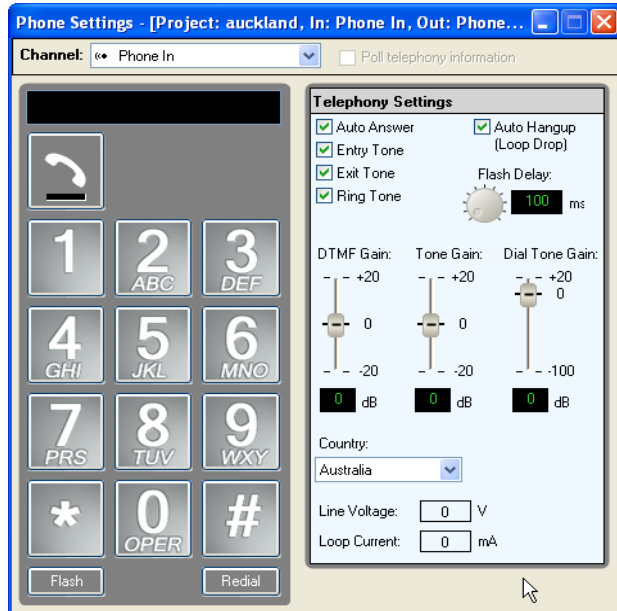 Phone Settings - [Project: auckland, In: Phone In, Out: Phone...
Channel: Phone In
Poll telephony information
Telephony Settings
Auto Answer
Auto Hangup
(Loop Drop)
Entry Tone
Exit Tone
Ring Tone
Flash Delay:
100 ms
DTMF Gain: Tone Gain: Dial Tone Gain:
+20 +20 +20
0 0 0
-20 -20 -100
0 dB 0 dB 0 dB
Country:
Australia
Line Voltage: 0 V
Loop Current: 0 mA
1 2 3
ABC DEF
4 5 6
GHI JKL MNO
7 8 9
PRS TUV WXY
* 0 #
OPER
Flash Redial